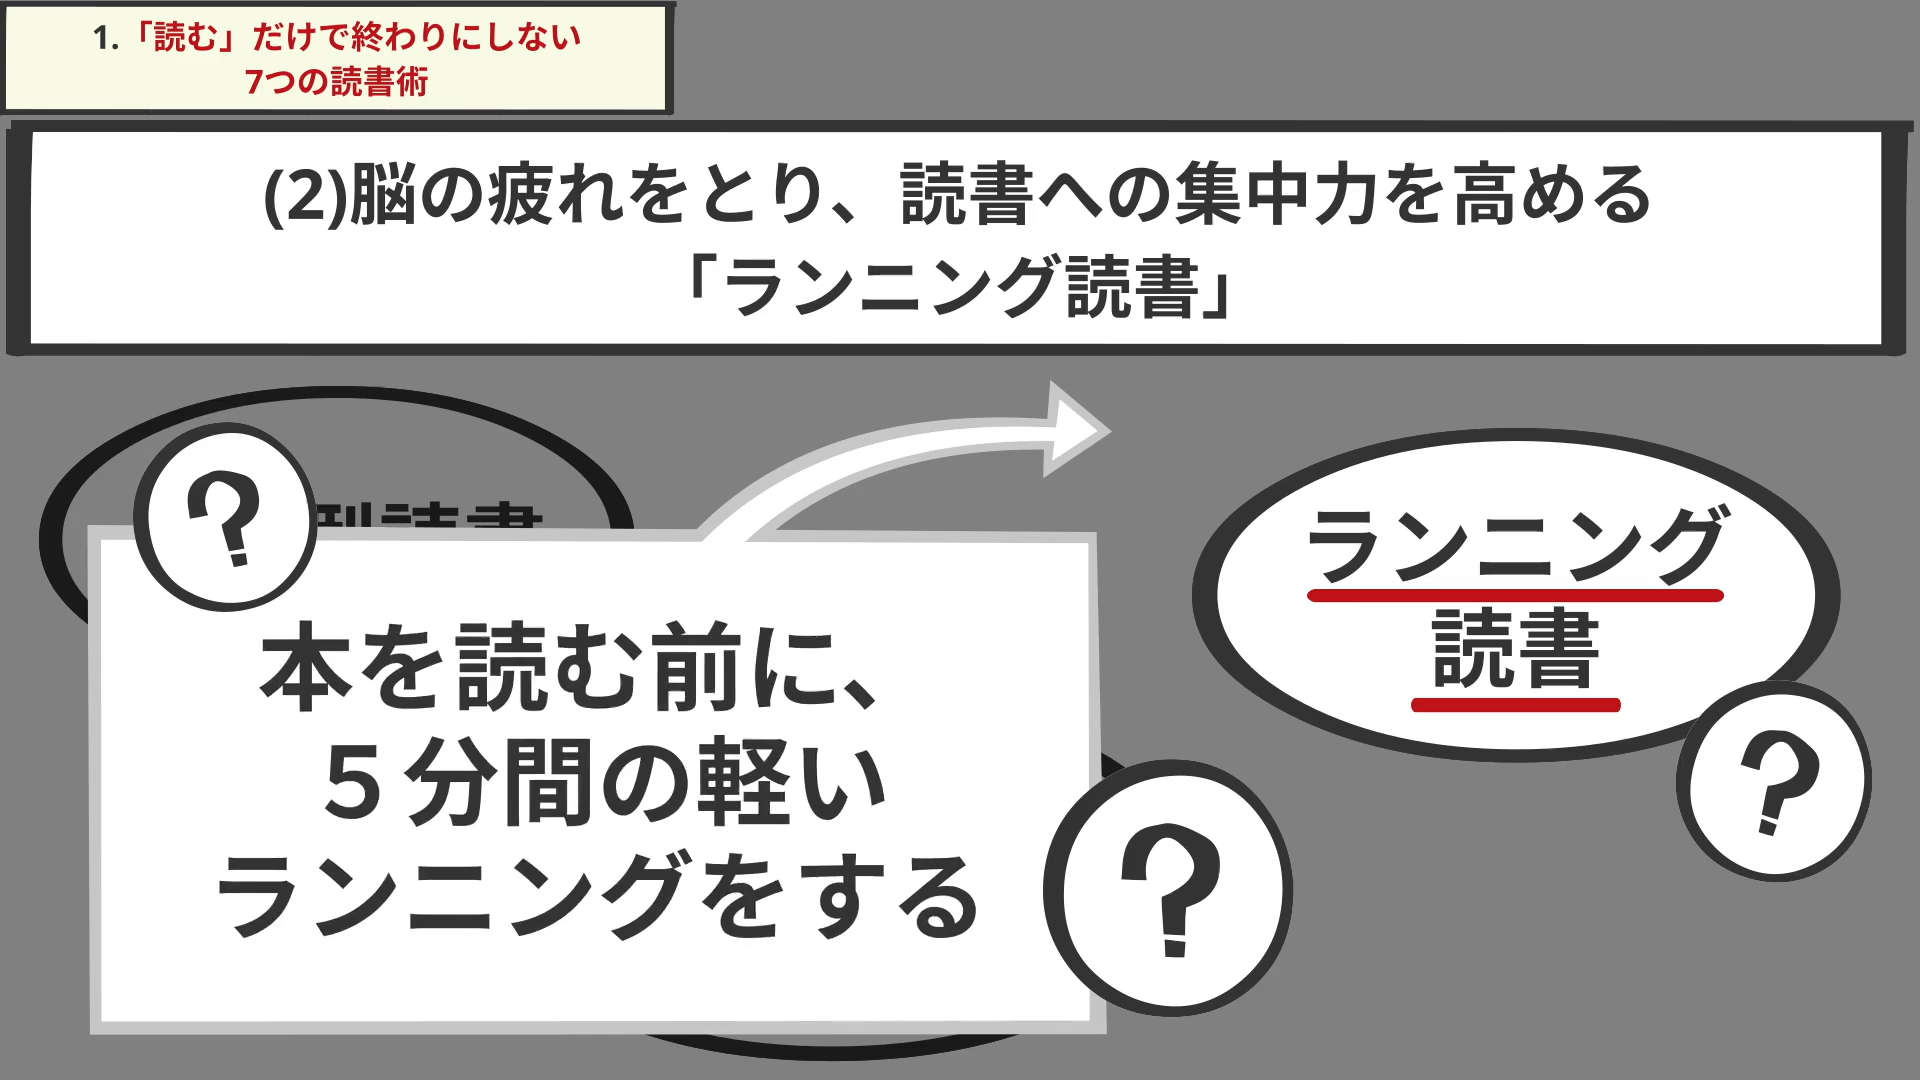 1.「読む」だけで終わりにしない
7つの読書術
(2)脳の疲れをとり、読書への集中力を高める
「ランニング読書」
型読書
?
本を読む前に、
５分間の軽い
ランニングをする
?
ランニング
読書
?